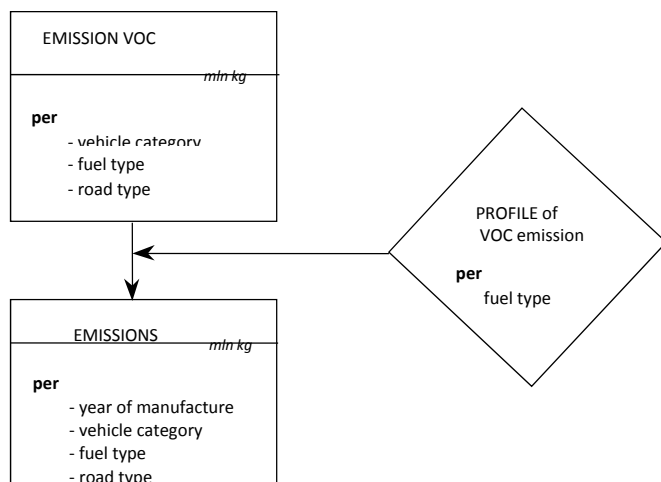 EMISSION VOC
mln kg
per
- vehicle category
- fuel type
- road type
PROFILE of
VOC emission
per
fuel type
EMISSIONS
mln kg
per
- year of manufacture
- vehicle category
- fuel type
- road type